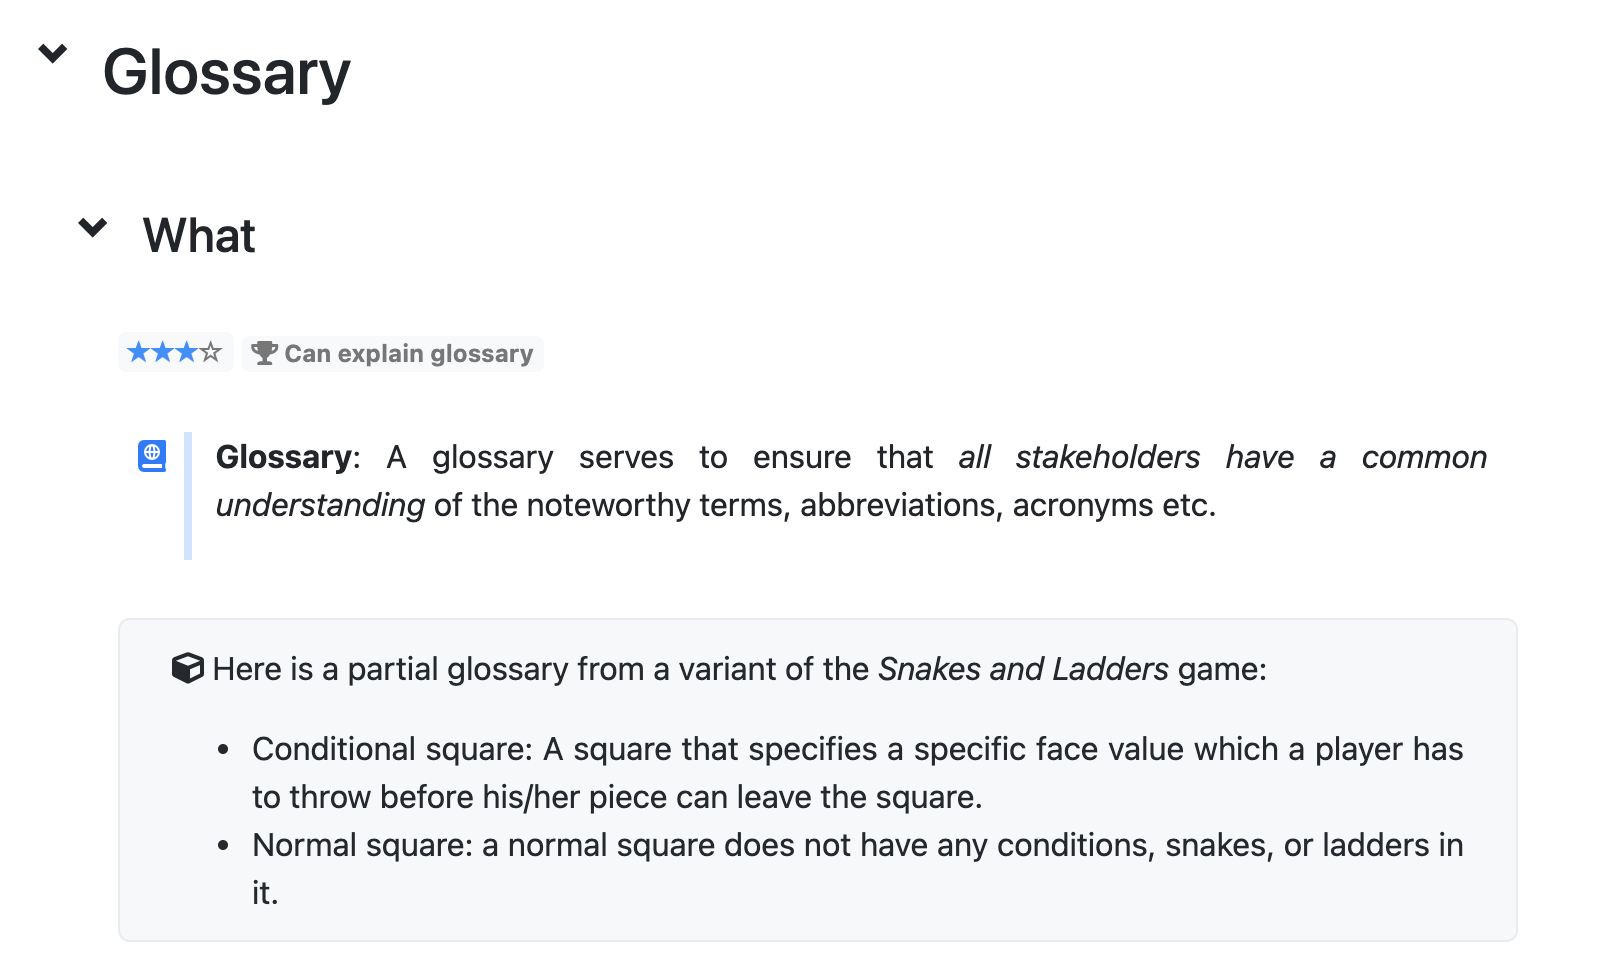 Glossary
What
★★★☆ Can explain glossary
Glossary: A glossary serves to ensure that all stakeholders have a common
understanding of the noteworthy terms, abbreviations, acronyms etc.
Here is a partial glossary from a variant of the Snakes and Ladders game:
• Conditional square: A square that specifies a specific face value which a player has
to throw before his/her piece can leave the square.
• Normal square: a normal square does not have any conditions, snakes, or ladders in
it.